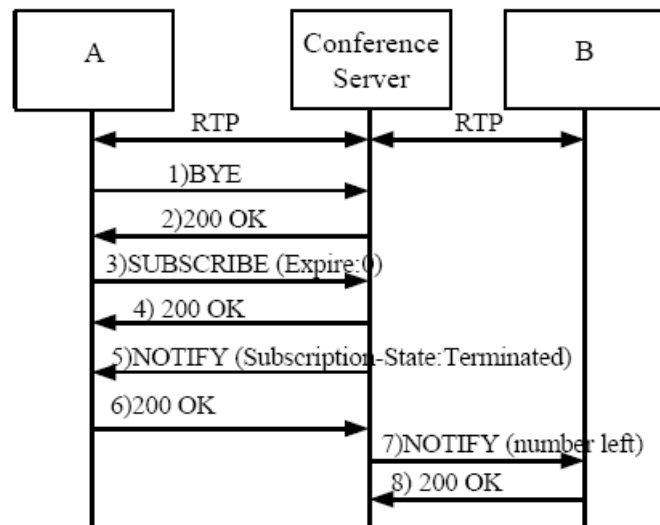 A
Conference
Server
B
RTP
RTP
1)BYE
2)200 OK
3)SUBSCRIBE (Expire:0)
4) 200 OK
5)NOTIFY (Subscription-State:Terminated)
6)200 OK
7)NOTIFY (number left)
8) 200 OK